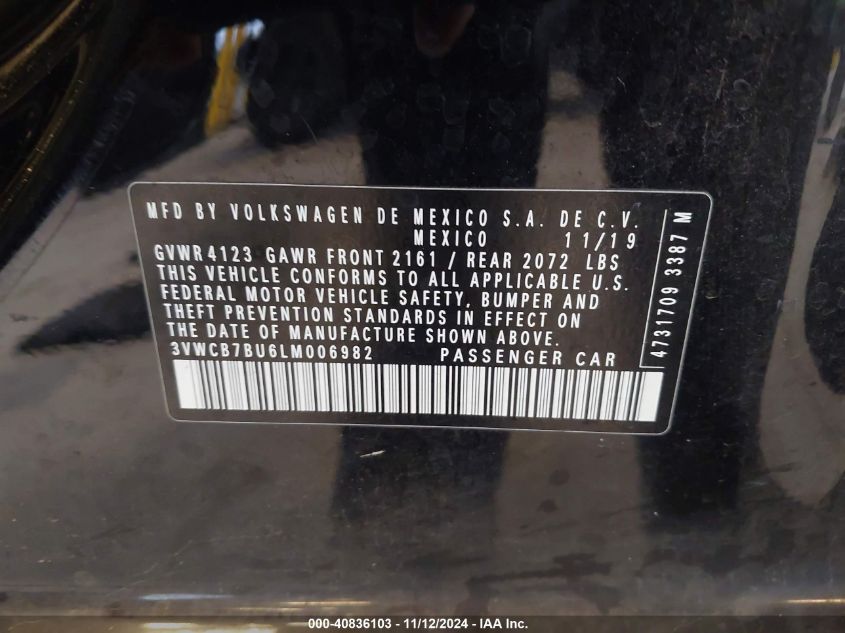 MFD BY VOLKSWAGEN DE MEXICO S.A. DE C.V.
MEXICO 11/19
GVWR 4123 GAWR FRONT 2161 / REAR 2072 LBS
THIS VEHICLE CONFORMS TO ALL APPLICABLE U.S.
FEDERAL MOTOR VEHICLE SAFETY, BUMPER AND
THEFT PREVENTION STANDARDS IN EFFECT ON
THE DATE OF MANUFACTURE SHOWN ABOVE.
3VWCB7BU6LM006982 PASSENGER CAR
4731709 3387 M
000-40836103 - 11/12/2024 - IAA Inc.